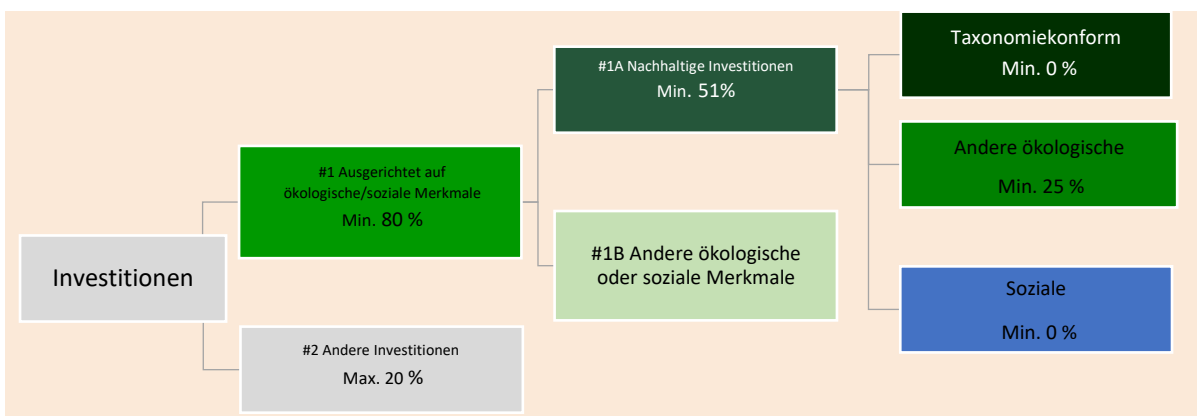 Investitionen
#1 Ausgerichtet auf
ökologische/soziale Merkmale
Min. 80 %
#2 Andere Investitionen
Max. 20 %
#1A Nachhaltige Investitionen
Min. 51%
#1B Andere ökologische
oder soziale Merkmale
Taxonomiekonform
Min. 0 %
Andere ökologische
Min. 25 %
Soziale
Min. 0 %